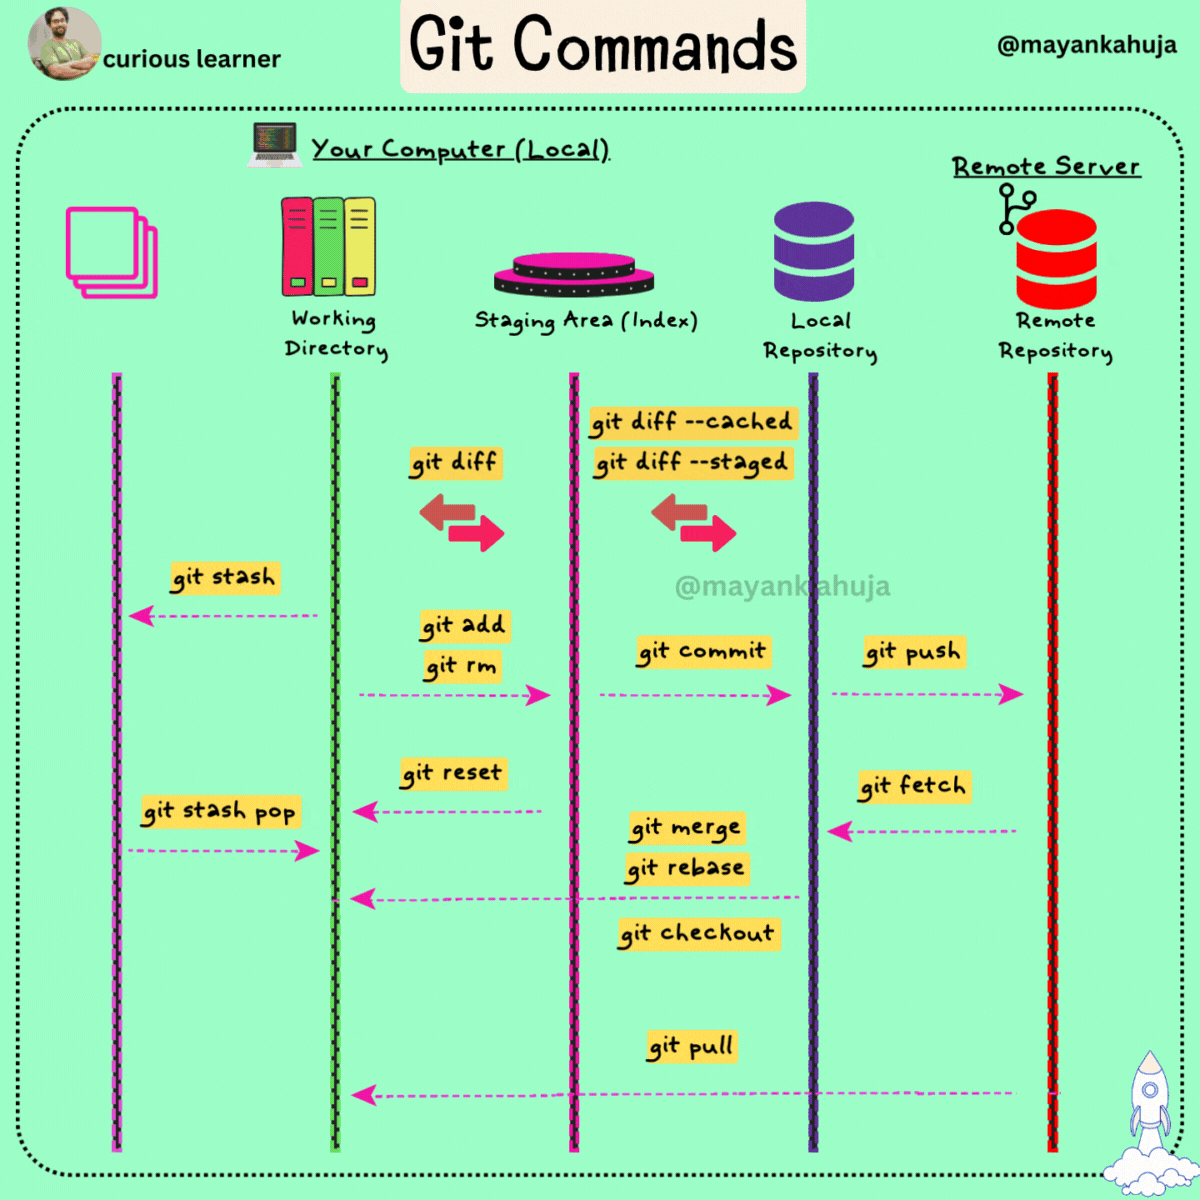 curious learner
Git Commands
@mayankahuja
Your Computer (Local)
Remote Server
Working
Directory
Staging Area (Index)
Local
Repository
Remote
Repository
git diff --cached
git diff
git diff --staged
@mayankahuja
git stash
git add
git rm
git commit
git push
git reset
git fetch
git stash pop
git merge
git rebase
git checkout
git pull